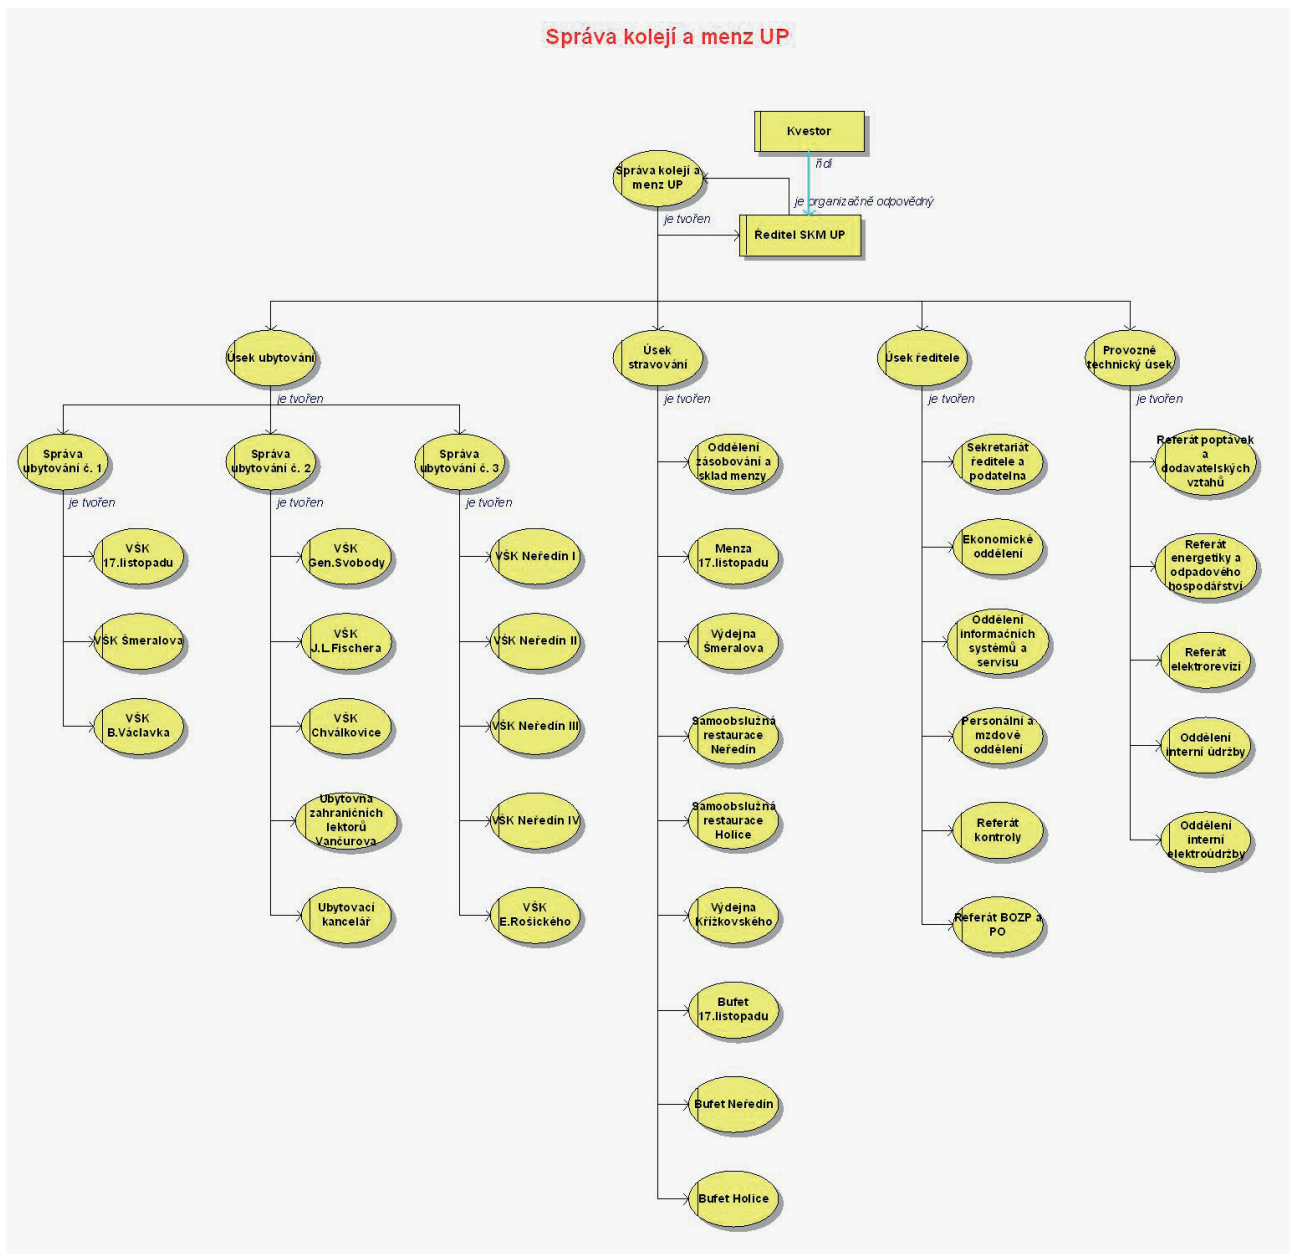 Správa kolejí a menz UP
Kvestor
řídí
Správa kolejí a
menz UP
je organizačně odpovědný
je tvořen
Ředitel SKM UP
Úsek ubytování
Úsek
stravování
Úsek ředitele
Provozně
technický úsek
je tvořen
je tvořen
je tvořen
je tvořen
Správa
ubytování č. 1
Správa
ubytování č. 2
Správa
ubytování č. 3
je tvořen
je tvořen
je tvořen
VŠK
17.listopadu
VŠK Šmeralova
VŠK
B.Václavka
VŠK
Gen.Svobody
VŠK
J.L.Fischera
VŠK
Chválkovice
Ubytovna
zahraničních
lektorů
Vančurova
Ubytovací
kancelář
VŠK Neředín I
VŠK Neředín II
VŠK Neředín III
VŠK Neředín IV
VŠK
E.Rošického
Oddělení
zásobování a
sklad menzy
Menza
17.listopadu
Výdejna
Šmeralova
Samoobslužná
restaurace
Neředín
Samoobslužná
restaurace
Holice
Výdejna
Křížkovského
Bufet
17.listopadu
Bufet Neředín
Bufet Holice
Sekretariát
ředitele a
podatelna
Ekonomické
oddělení
Oddělení
informačních
systémů a
servisu
Personální a
mzdové
oddělení
Referát
kontroly
Referát BOZP a
PO
Referát poptávek
a
dodavatelských
vztahů
Referát
energetiky a
odpadového
hospodářství
Referát
elektrorevizí
Oddělení
interní údržby
Oddělení
interní
elektroúdržby